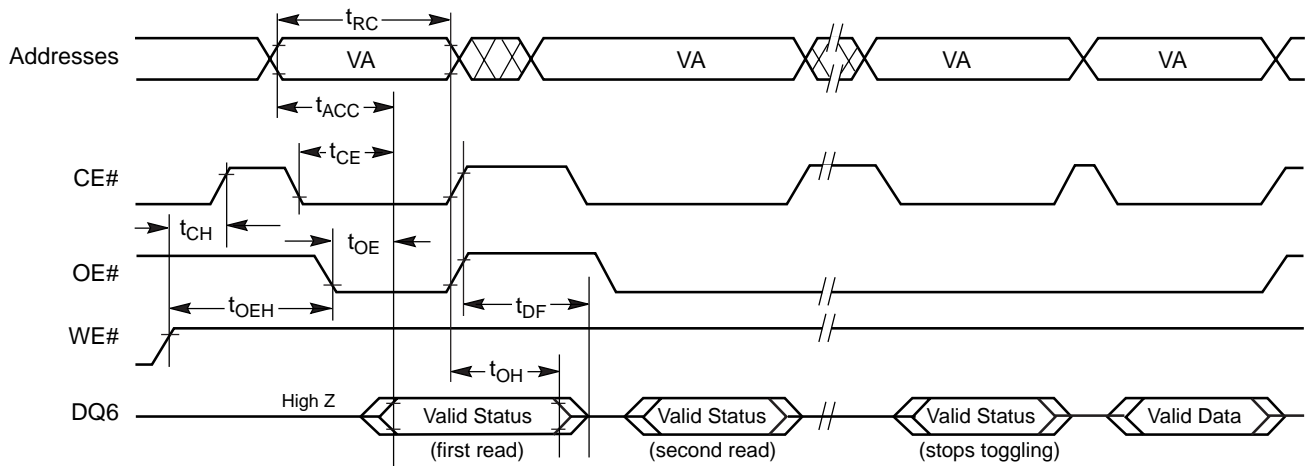 tRC
Addresses VA VA VA VA
tACC
tCE
CE#
tCH
tOE
OE#
tOEH tDF
WE#
tOH
DQ6 High Z Valid Status Valid Status Valid Status Valid Data
(first read) (second read) (stops toggling)